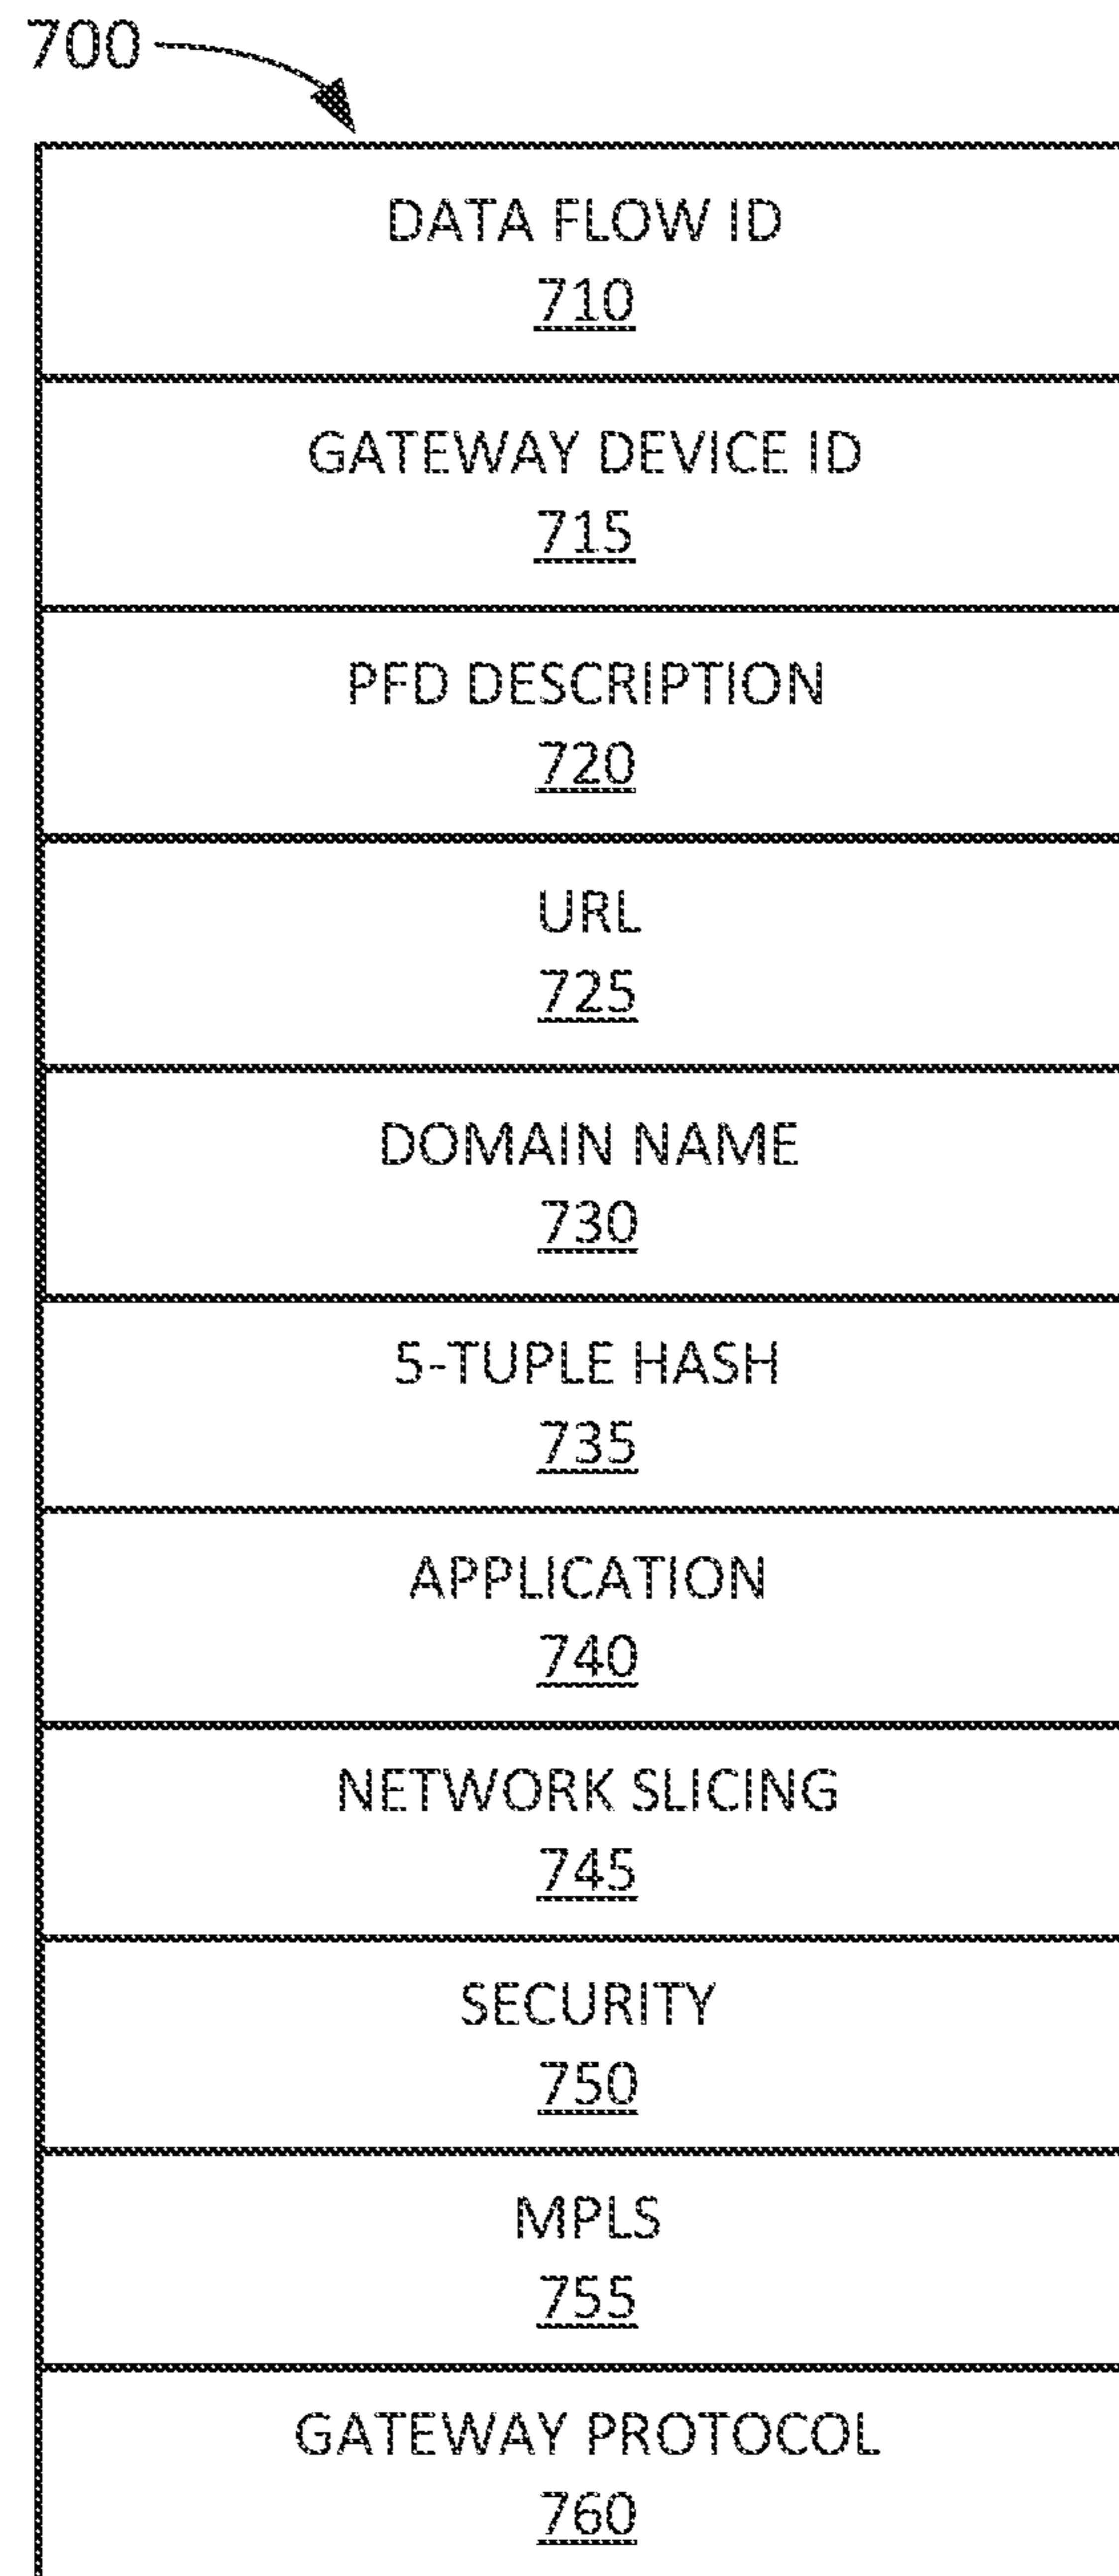 700
DATA FLOW ID
710
GATEWAY DEVICE ID
715
PFD DESCRIPTION
720
URL
725
DOMAIN NAME
730
5-TUPLE HASH
735
APPLICATION
740
NETWORK SLICING
745
SECURITY
750
MPLS
755
GATEWAY PROTOCOL
760